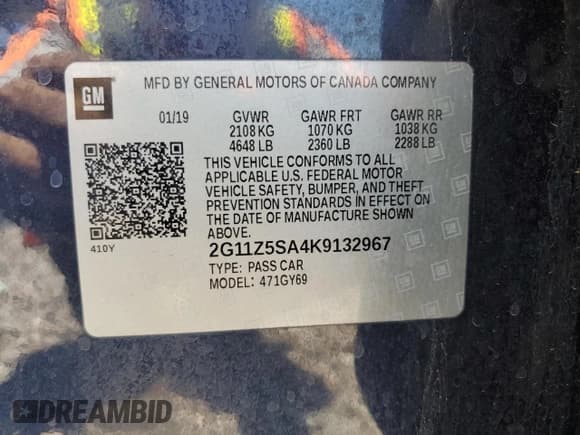 GM
MFD BY GENERAL MOTORS OF CANADA COMPANY
01/19 GVWR GAWR FRT GAWR RR
2108 KG 1070 KG 1038 KG
4648 LB 2360 LB 2288 LB
THIS VEHICLE CONFORMS TO ALL
APPLICABLE U.S. FEDERAL MOTOR
VEHICLE SAFETY, BUMPER, AND THEFT
PREVENTION STANDARDS IN EFFECT ON
THE DATE OF MANUFACTURE SHOWN
ABOVE.
410Y
2G11Z5SA4K9132967
TYPE: PASS CAR
MODEL: 471GY69
DREAMBID